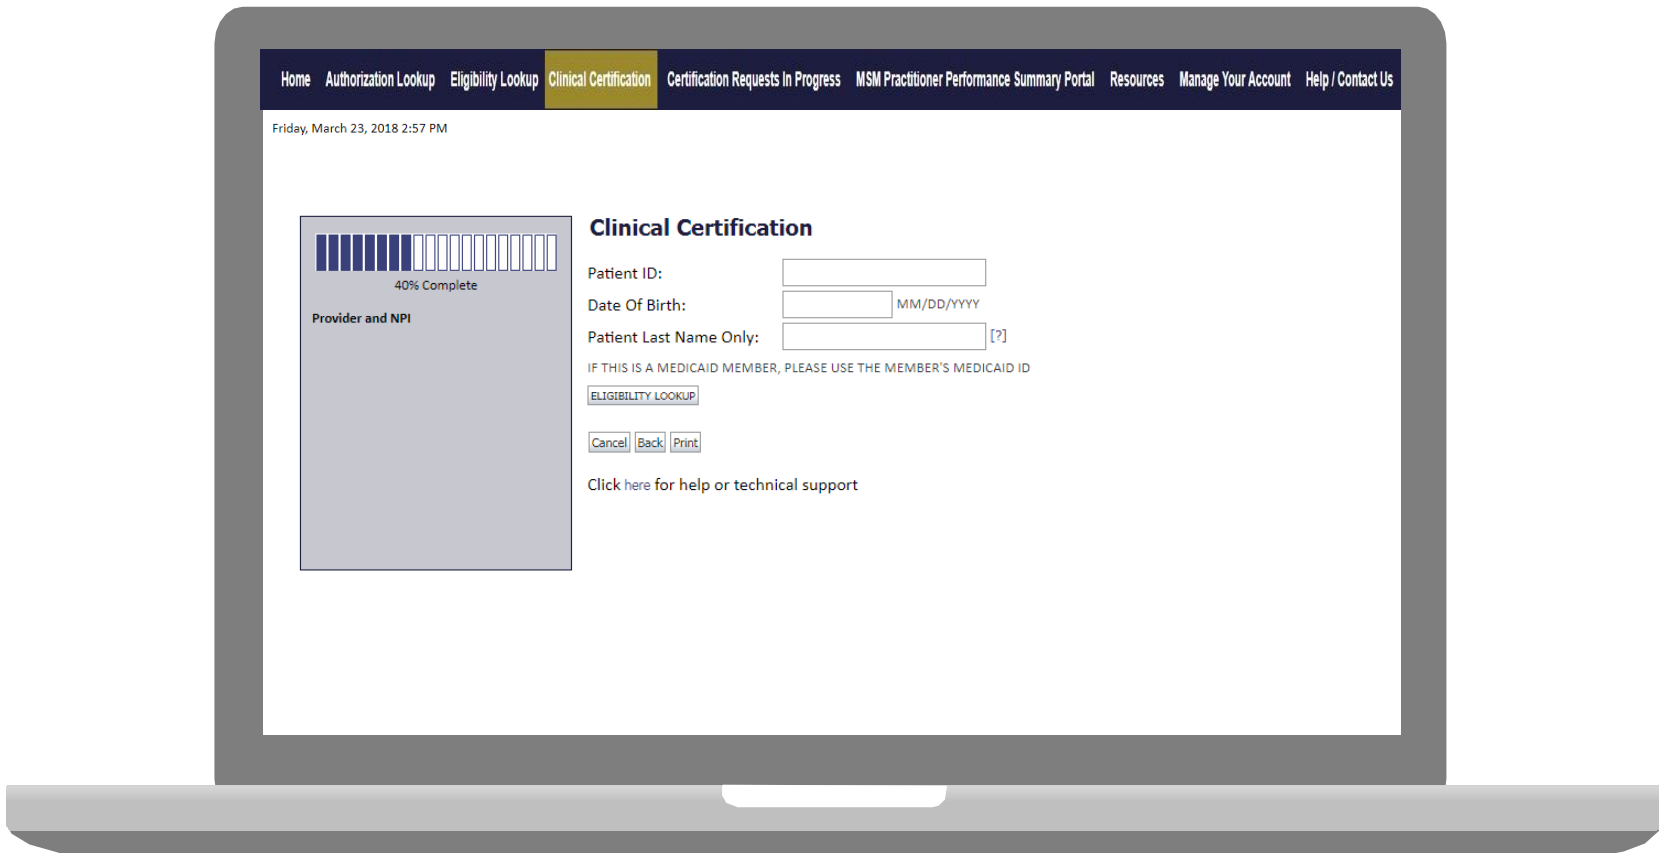 Home Authorization Lookup Eligibility Lookup Clinical Certification Certification Requests In Progress MSM Practitioner Performance Summary Portal Resources Manage Your Account Help / Contact Us
Friday, March 23, 2018 2:57 PM
40% Complete
Provider and NPI
Clinical Certification
Patient ID:
Date Of Birth: MM/DD/YYYY
Patient Last Name Only: [?]
IF THIS IS A MEDICAID MEMBER, PLEASE USE THE MEMBER'S MEDICAID ID
ELIGIBILITY LOOKUP
Cancel Back Print
Click here for help or technical support